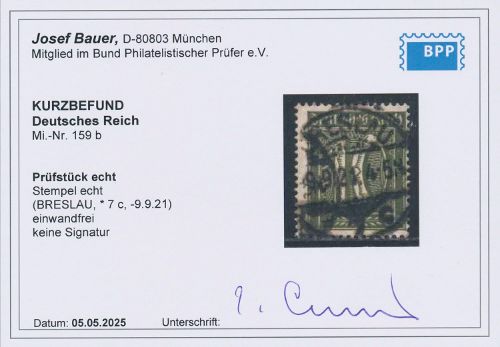 Josef Bauer, D-80803 München
Mitglied im Bund Philatelistischer Prüfer e.V.
BPP
KURZBEFUND
Deutsches Reich
Mi.-Nr. 159 b
Prüfstück echt
Stempel echt
(BRESLAU, * 7 c, -9.9.21)
einwandfrei
keine Signatur
Datum: 05.05.2025 Unterschrift: